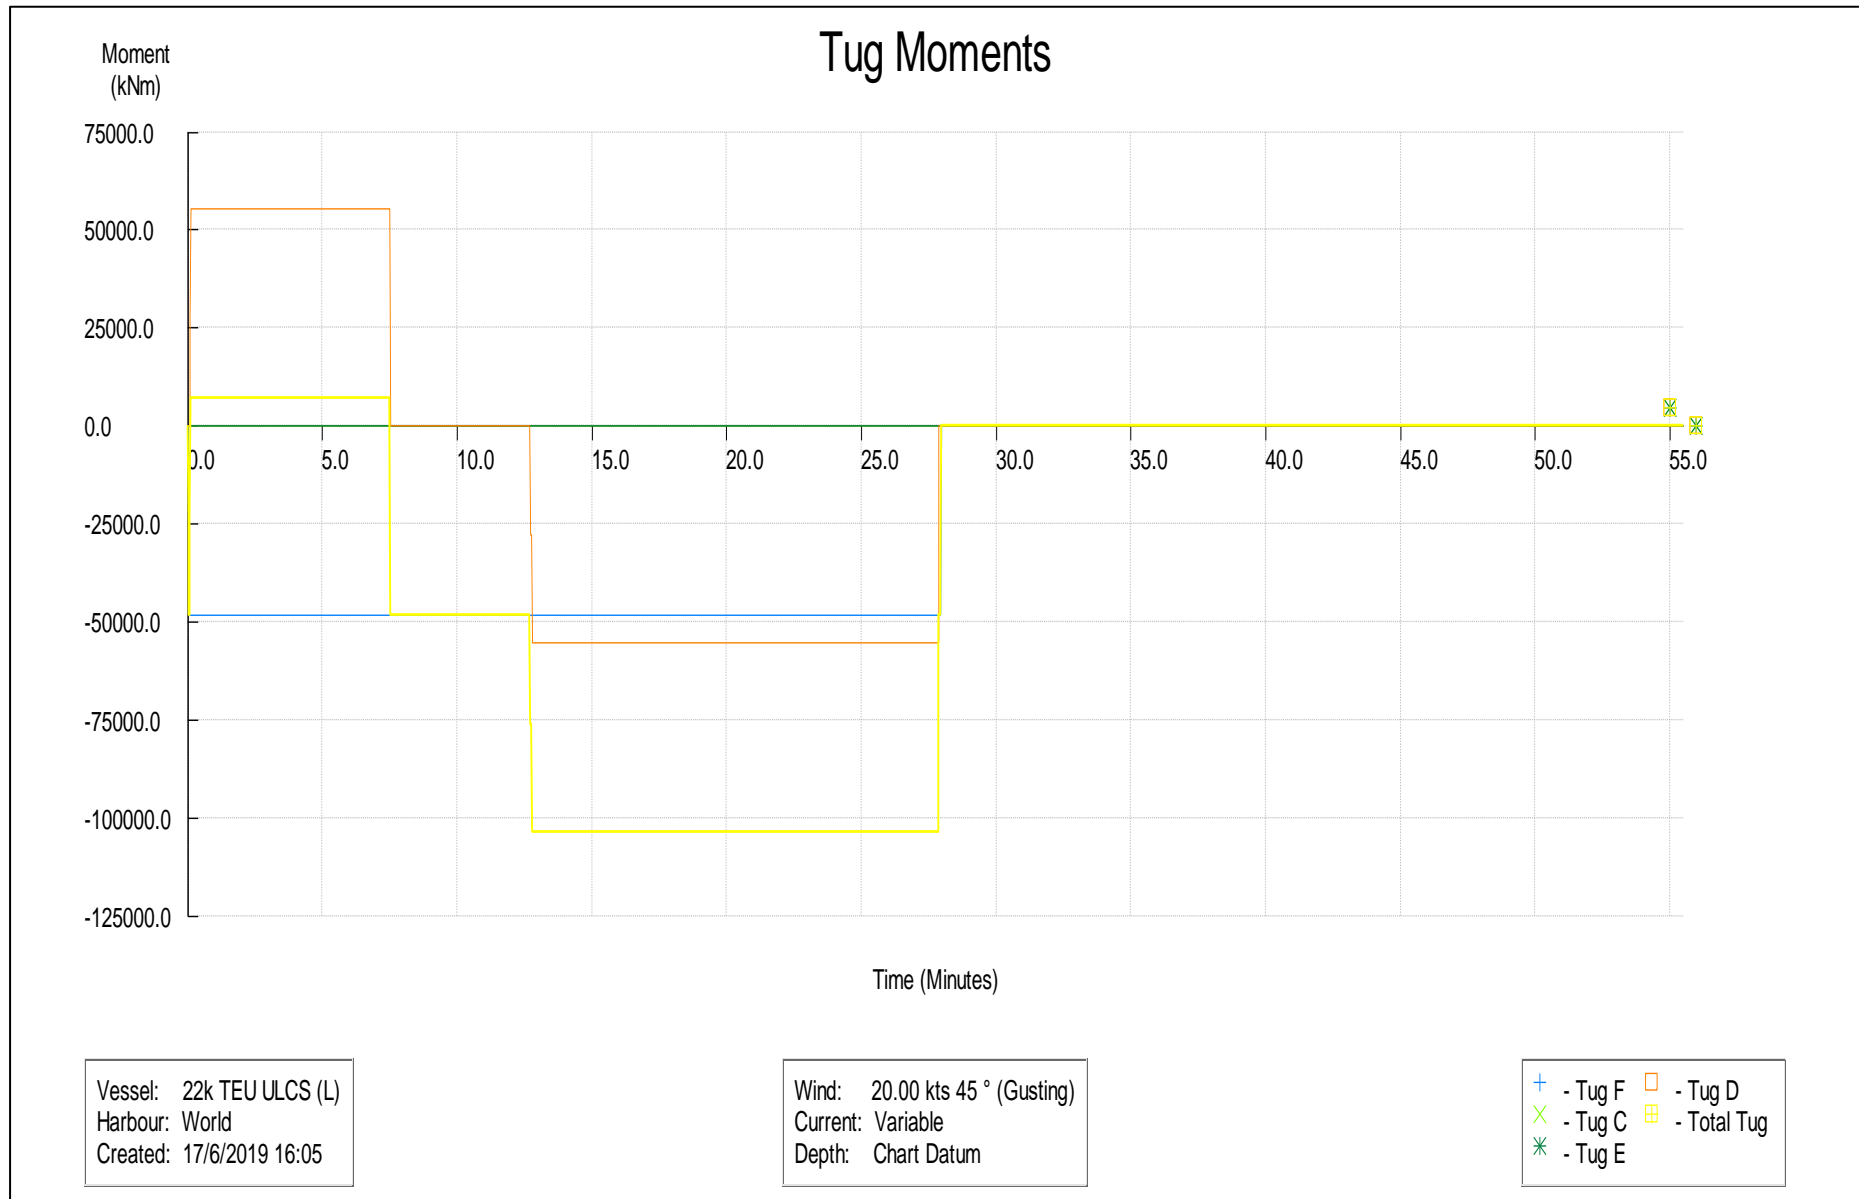 Tug Moments
Moment
(kNm)
75000.0
50000.0
25000.0
0.0
-25000.0
-50000.0
-75000.0
-100000.0
-125000.0
0.0 5.0 10.0 15.0 20.0 25.0 30.0 35.0 40.0 45.0 50.0 55.0
Time (Minutes)
Vessel: 22k TEU ULCS (L)
Harbour: World
Created: 17/6/2019 16:05
Wind: 20.00 kts 45 ° (Gusting)
Current: Variable
Depth: Chart Datum
- Tug F - Tug D
- Tug C - Total Tug
- Tug E